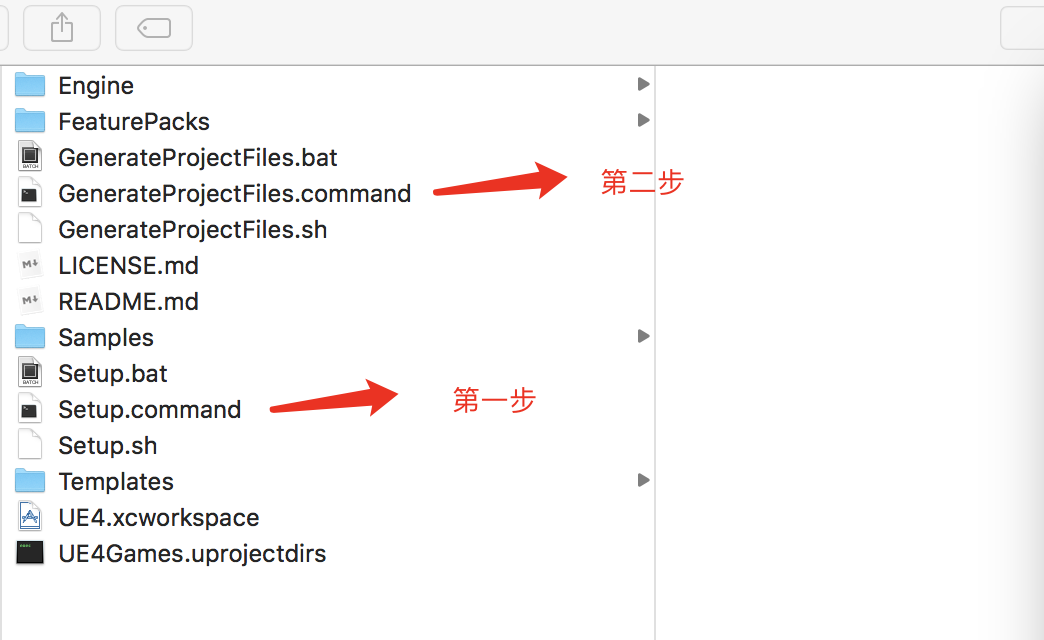 Engine
FeaturePacks
GenerateProjectFiles.bat
GenerateProjectFiles.command 第二步
GenerateProjectFiles.sh
LICENSE.md
README.md
Samples
Setup.bat
Setup.command 第一步
Setup.sh
Templates
UE4.xcworkspace
UE4Games.uprojectdirs